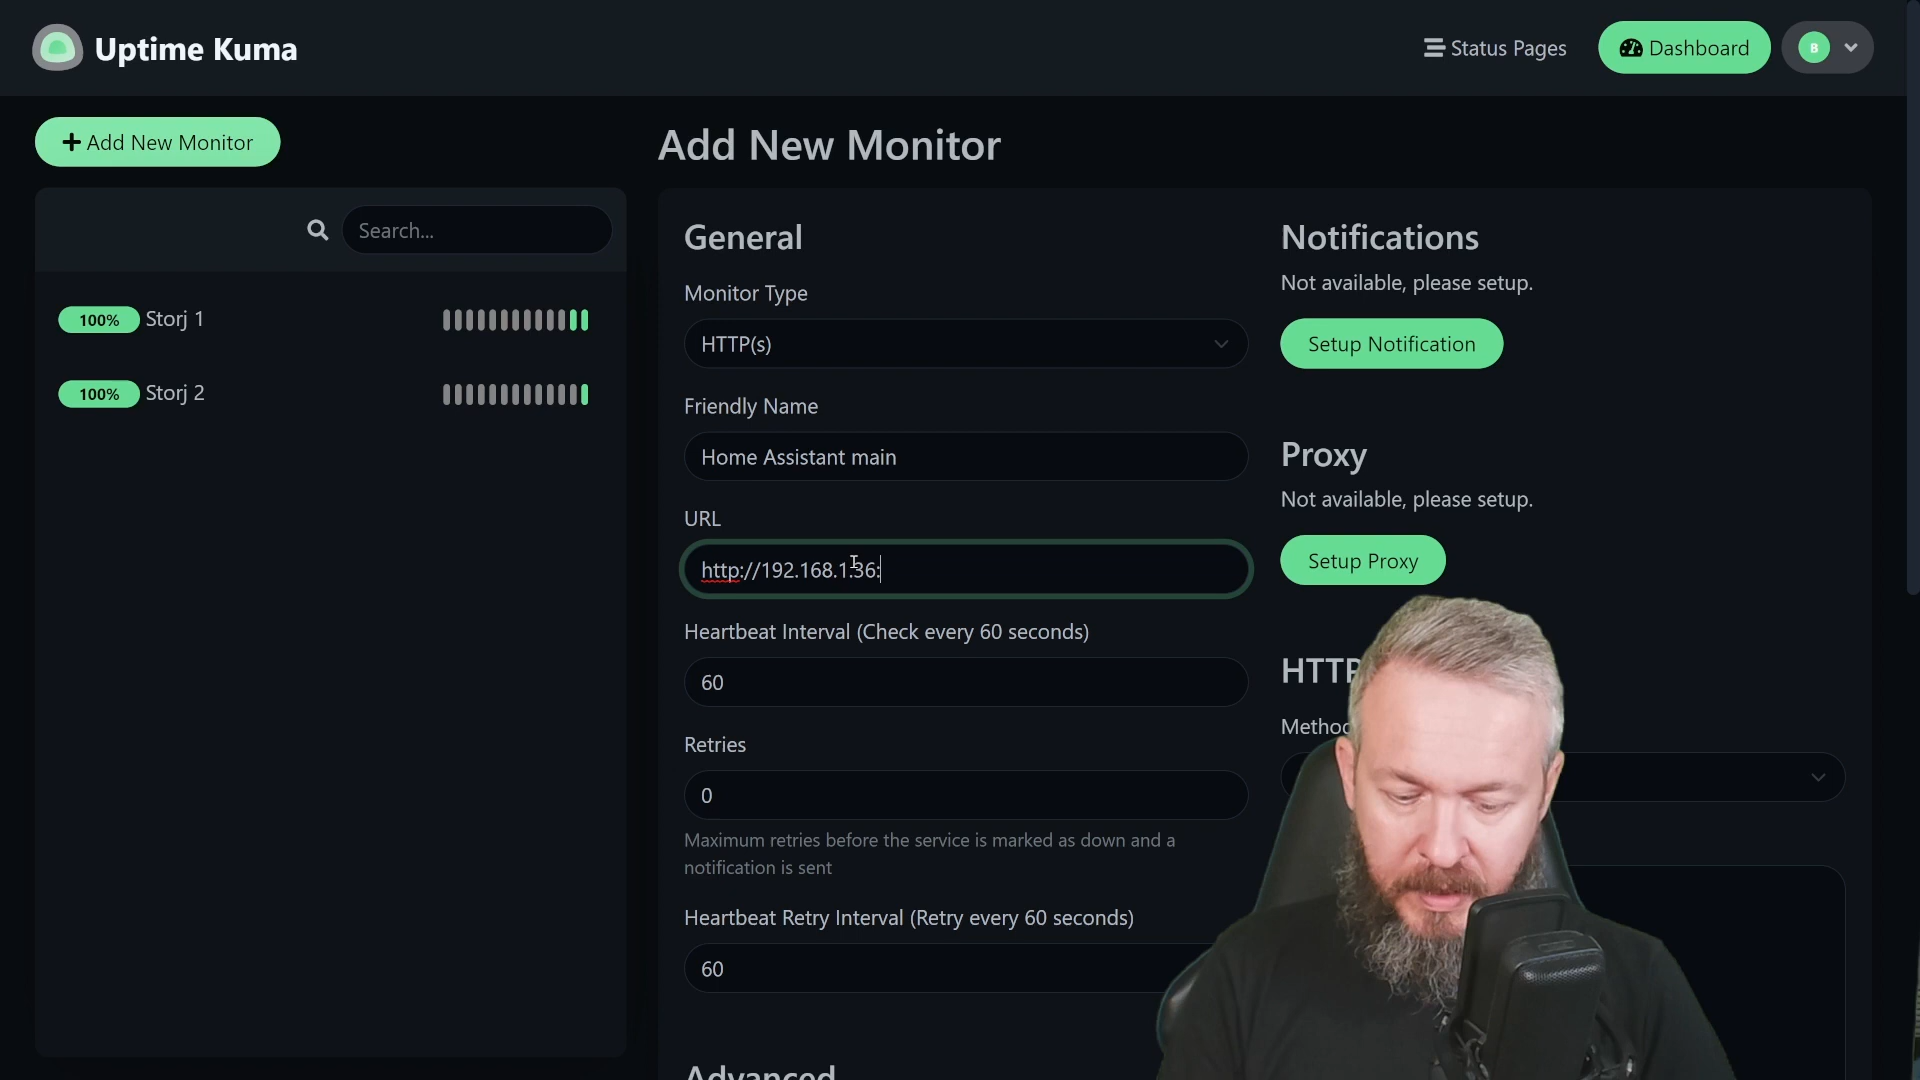 Uptime Kuma
Status Pages
Dashboard
B
Add New Monitor
Add New Monitor
Search...
100%
Storj 1
100%
Storj 2
General
Monitor Type
HTTP(s)
Friendly Name
Home Assistant main
URL
http://192.168.1.36:
Heartbeat Interval (Check every 60 seconds)
60
Retries
0
Maximum retries before the service is marked as down and a
notification is sent
Heartbeat Retry Interval (Retry every 60 seconds)
60
Advanced
Notifications
Not available, please setup.
Setup Notification
Proxy
Not available, please setup.
Setup Proxy